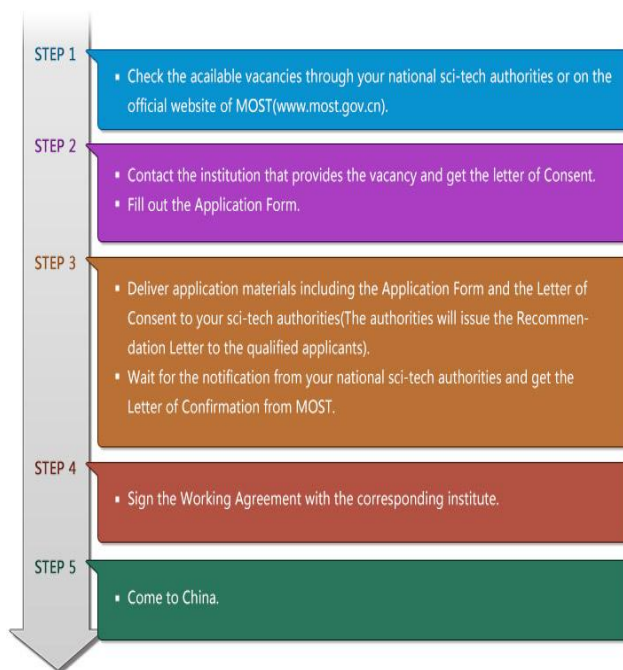 STEP 1
▪ Check the acailable vacancies through your national sci-tech authorities or on the
official website of MOST(www.most.gov.cn).
STEP 2
▪ Contact the institution that provides the vacancy and get the letter of Consent.
▪ Fill out the Application Form.
STEP 3
▪ Deliver application materials including the Application Form and the Letter of
Consent to your sci-tech authorities(The authorities will issue the Recommen-
dation Letter to the qualified applicants).
▪ Wait for the notification from your national sci-tech authorities and get the
Letter of Confirmation from MOST.
STEP 4
▪ Sign the Working Agreement with the corresponding institute.
STEP 5
▪ Come to China.